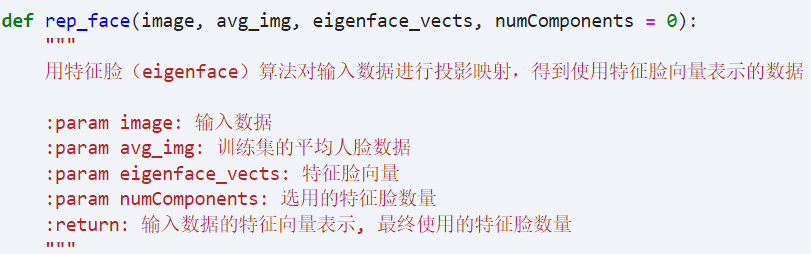 def rep_face(image, avg_img, eigenface_vects, numComponents = 0):
"""
用特征脸（eigenface）算法对输入数据进行投影映射，得到使用特征脸向量表示的数据
:param image: 输入数据
:param avg_img: 训练集的平均人脸数据
:param eigenface_vects: 特征脸向量
:param numComponents: 选用的特征脸数量
:return: 输入数据的特征向量表示, 最终使用的特征脸数量
"""